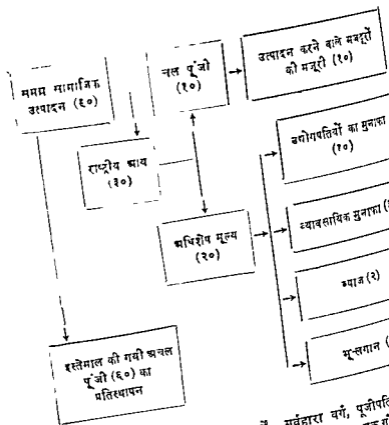 समग्र सामाजिक
उत्पादन (६०)
चल पूंजी
(१०)
उत्पादन करने वाले मजदूरों
की मजूरी (१०)
राष्ट्रीय आय
(३०)
अधिशेष मूल्य
(२०)
उद्योगपतियों का मुनाफा
(१०)
व्यावसायिक मुनाफा
ब्याज (२)
भू-लगान
इस्तेमाल की गयी अचल
पूंजी (६०) का
प्रतिस्थापन
सर्वहारा वर्ग, पूंजीपति